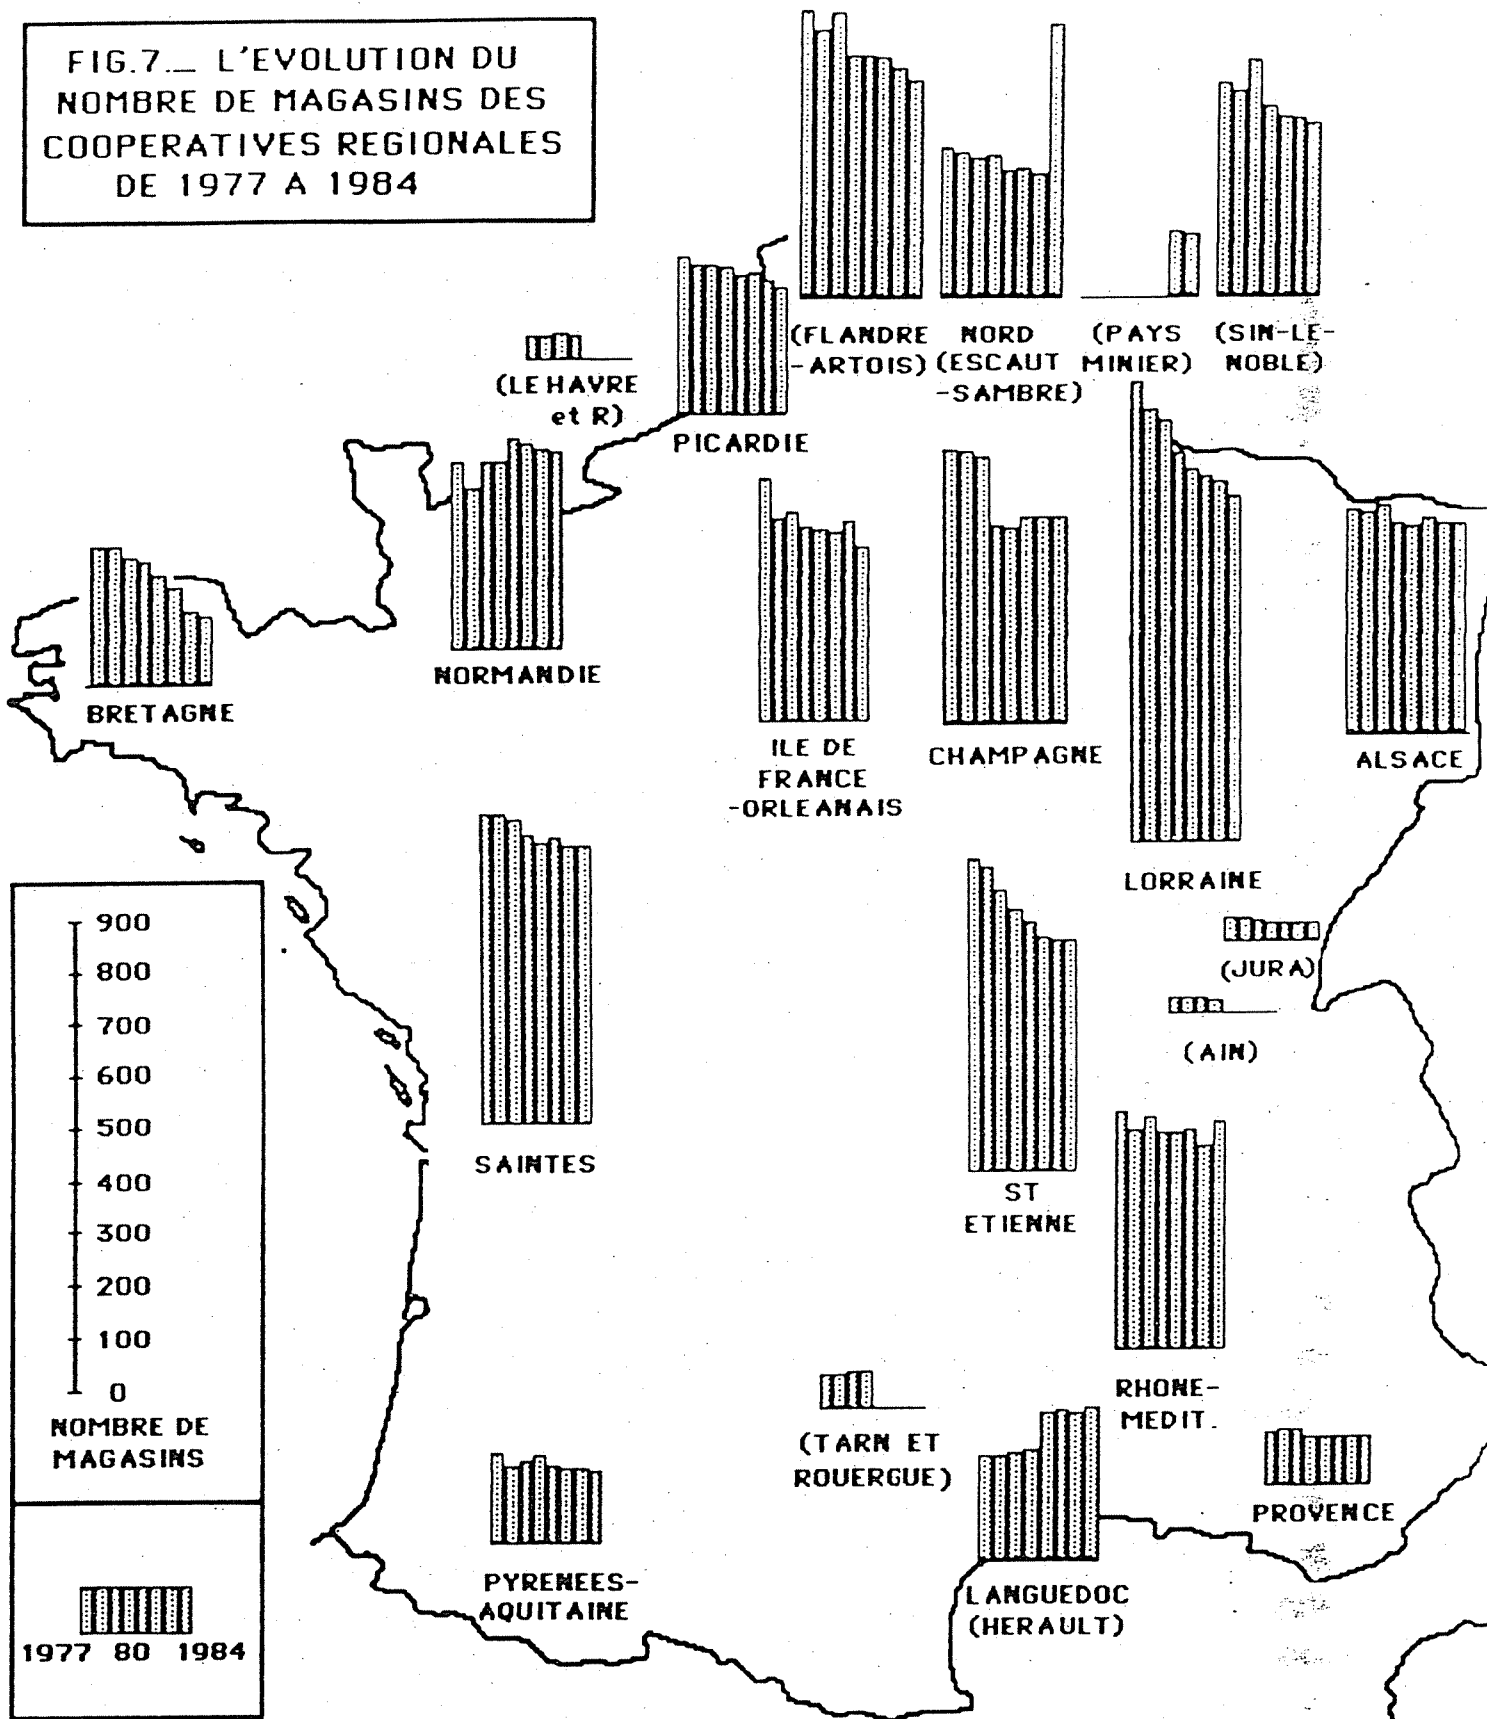 FIG.7._ L'EVOLUTION DU
NOMBRE DE MAGASINS DES
COOPERATIVES REGIONALES
DE 1977 A 1984
(FLANDRE
-ARTOIS)
NORD
(ESCAUT
-SAMBRE)
(PAYS
MINIER)
(SIN-LE-
NOBLE)
(LE HAVRE
et R)
PICARDIE
NORMANDIE
BRETAGNE
ILE DE
FRANCE
-ORLEANAIS
CHAMPAGNE
LORRAINE
ALSACE
(JURA)
(AIN)
SAINTES
ST
ETIENNE
RHONE-
MEDIT.
(TARN ET
ROUERGUE)
PROVENCE
PYRENEES-
AQUITAINE
LANGUEDOC
(HERAULT)
900
800
700
600
500
400
300
200
100
0
NOMBRE DE
MAGASINS
1977 80 1984